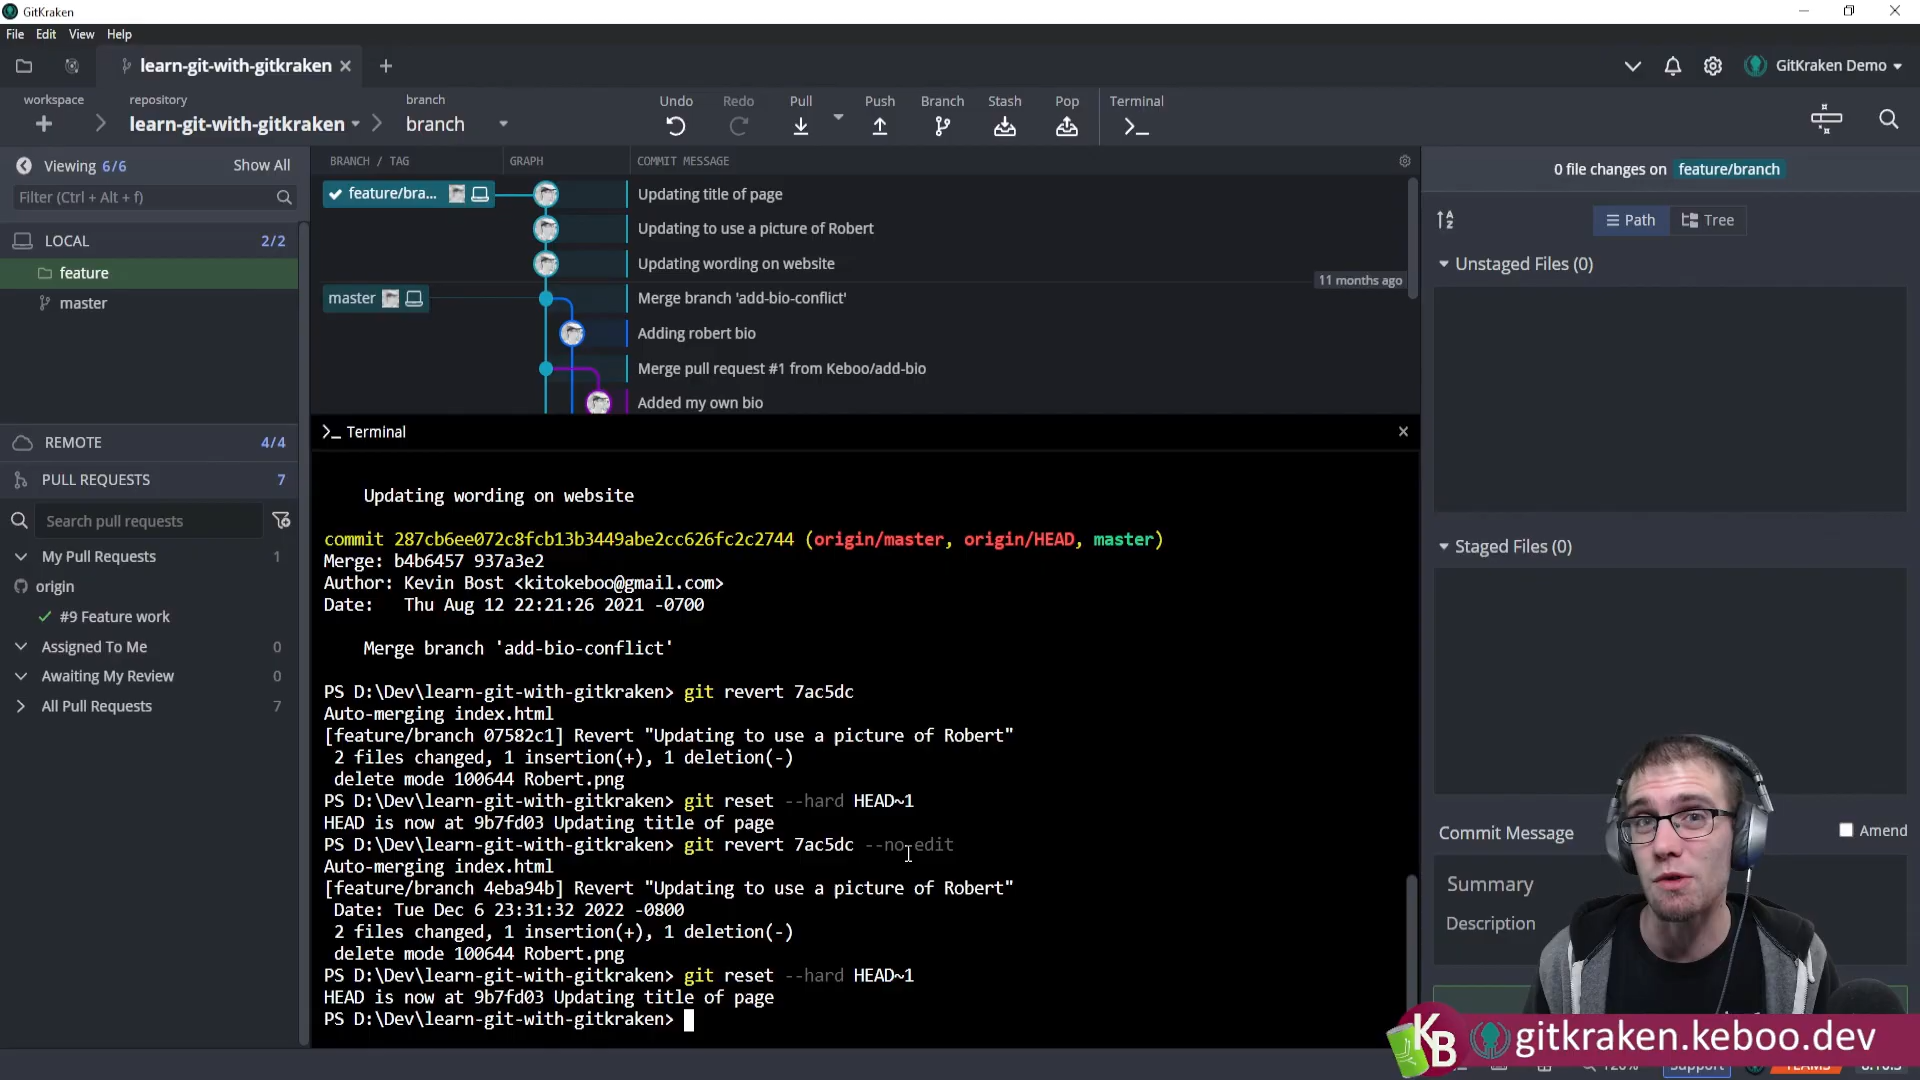 GitKraken
File Edit View Help
learn-git-with-gitkraken
GitKraken Demo
workspace
repository
learn-git-with-gitkraken
branch
branch
Undo
Redo
Pull
Push
Branch
Stash
Pop
Terminal
Viewing 6/6
Show All
Filter (Ctrl + Alt + f)
LOCAL 2/2
feature
master
REMOTE 4/4
PULL REQUESTS 7
Search pull requests
My Pull Requests 1
origin
#9 Feature work
Assigned To Me 0
Awaiting My Review 0
All Pull Requests 7
BRANCH / TAG
GRAPH
COMMIT MESSAGE
feature/bra...
Updating title of page
Updating to use a picture of Robert
Updating wording on website
11 months ago
master
Merge branch 'add-bio-conflict'
Adding robert bio
Merge pull request #1 from Keboo/add-bio
Added my own bio
>_ Terminal
Updating wording on website
commit 287cb6ee072c8fcb13b3449abe2cc626fc2c2744 (origin/master, origin/HEAD, master)
Merge: b4b6457 937a3e2
Author: Kevin Bost <kitokeboo@gmail.com>
Date:   Thu Aug 12 22:21:26 2021 -0700
Merge branch 'add-bio-conflict'
PS D:\Dev\learn-git-with-gitkraken> git revert 7ac5dc
Auto-merging index.html
[feature/branch 07582c1] Revert "Updating to use a picture of Robert"
2 files changed, 1 insertion(+), 1 deletion(-)
delete mode 100644 Robert.png
PS D:\Dev\learn-git-with-gitkraken> git reset --hard HEAD~1
HEAD is now at 9b7fd03 Updating title of page
PS D:\Dev\learn-git-with-gitkraken> git revert 7ac5dc --no-edit
Auto-merging index.html
[feature/branch 4eba94b] Revert "Updating to use a picture of Robert"
Date: Tue Dec 6 23:31:32 2022 -0800
2 files changed, 1 insertion(+), 1 deletion(-)
delete mode 100644 Robert.png
PS D:\Dev\learn-git-with-gitkraken> git reset --hard HEAD~1
HEAD is now at 9b7fd03 Updating title of page
PS D:\Dev\learn-git-with-gitkraken>
0 file changes on feature/branch
Path
Tree
Unstaged Files (0)
Staged Files (0)
Commit Message
Amend
Summary
Description
KB
gitkraken.keboo.dev
Support